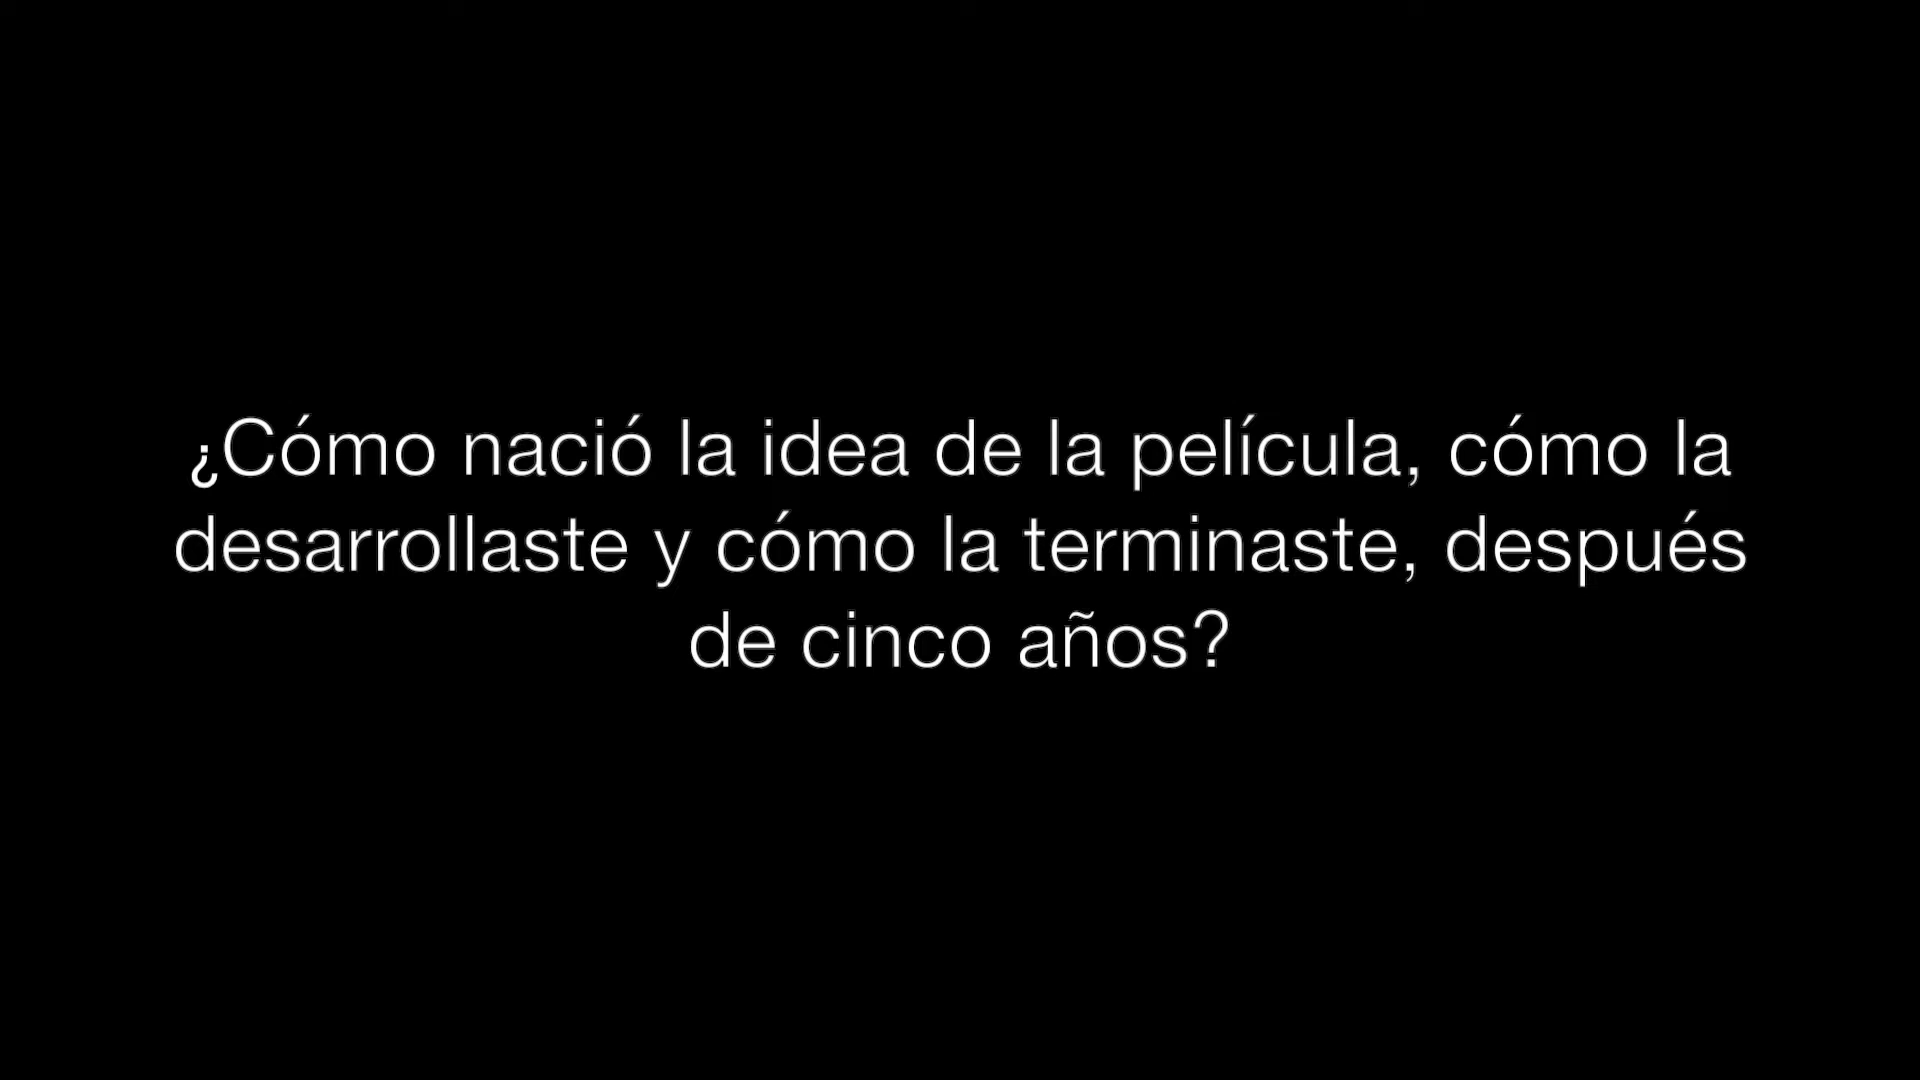 ¿Cómo nació la idea de la película, cómo la
desarrollaste y cómo la terminaste, después
de cinco años?